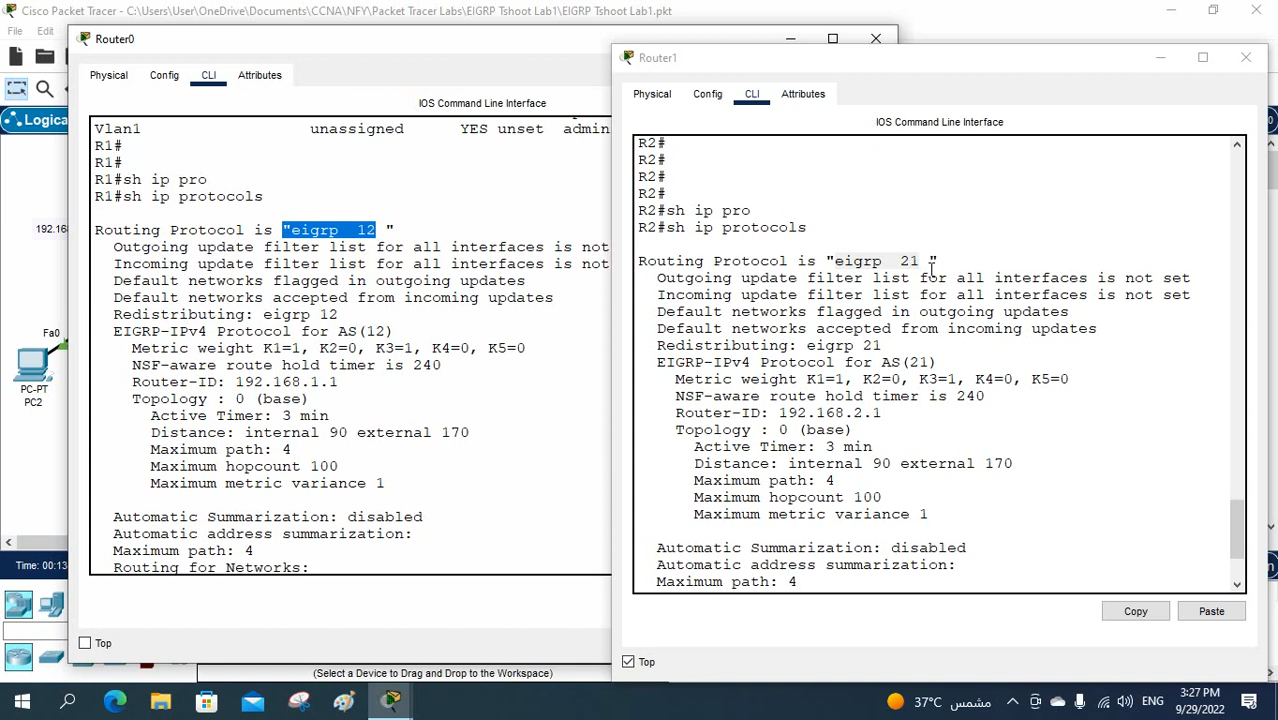 Cisco Packet Tracer - C:\Users\User\OneDrive\Documents\CCNA\NFY\Packet Tracer Labs\EIGRP Tshoot Lab1\EIGRP Tshoot Lab1.pkt
File Edit
Logica
192.168
Fa0
PC-PT
PC2
Time: 00:13
Router0
Physical Config CLI Attributes
IOS Command Line Interface
Vlan1 unassigned YES unset admin
R1#
R1#
R1#sh ip pro
R1#sh ip protocols
Routing Protocol is "eigrp 12 "
Outgoing update filter list for all interfaces is not
Incoming update filter list for all interfaces is not
Default networks flagged in outgoing updates
Default networks accepted from incoming updates
Redistributing: eigrp 12
EIGRP-IPv4 Protocol for AS(12)
Metric weight K1=1, K2=0, K3=1, K4=0, K5=0
NSF-aware route hold timer is 240
Router-ID: 192.168.1.1
Topology : 0 (base)
Active Timer: 3 min
Distance: internal 90 external 170
Maximum path: 4
Maximum hopcount 100
Maximum metric variance 1
Automatic Summarization: disabled
Automatic address summarization:
Maximum path: 4
Routing for Networks:
Top
(Select a Device to Drag and Drop to the Workspace)
Router1
Physical Config CLI Attributes
IOS Command Line Interface
R2#
R2#
R2#
R2#
R2#sh ip pro
R2#sh ip protocols
Routing Protocol is "eigrp 21 "
Outgoing update filter list for all interfaces is not set
Incoming update filter list for all interfaces is not set
Default networks flagged in outgoing updates
Default networks accepted from incoming updates
Redistributing: eigrp 21
EIGRP-IPv4 Protocol for AS(21)
Metric weight K1=1, K2=0, K3=1, K4=0, K5=0
NSF-aware route hold timer is 240
Router-ID: 192.168.2.1
Topology : 0 (base)
Active Timer: 3 min
Distance: internal 90 external 170
Maximum path: 4
Maximum hopcount 100
Maximum metric variance 1
Automatic Summarization: disabled
Automatic address summarization:
Maximum path: 4
Copy Paste
Top
37°C مشمس
ENG
3:27 PM
9/29/2022